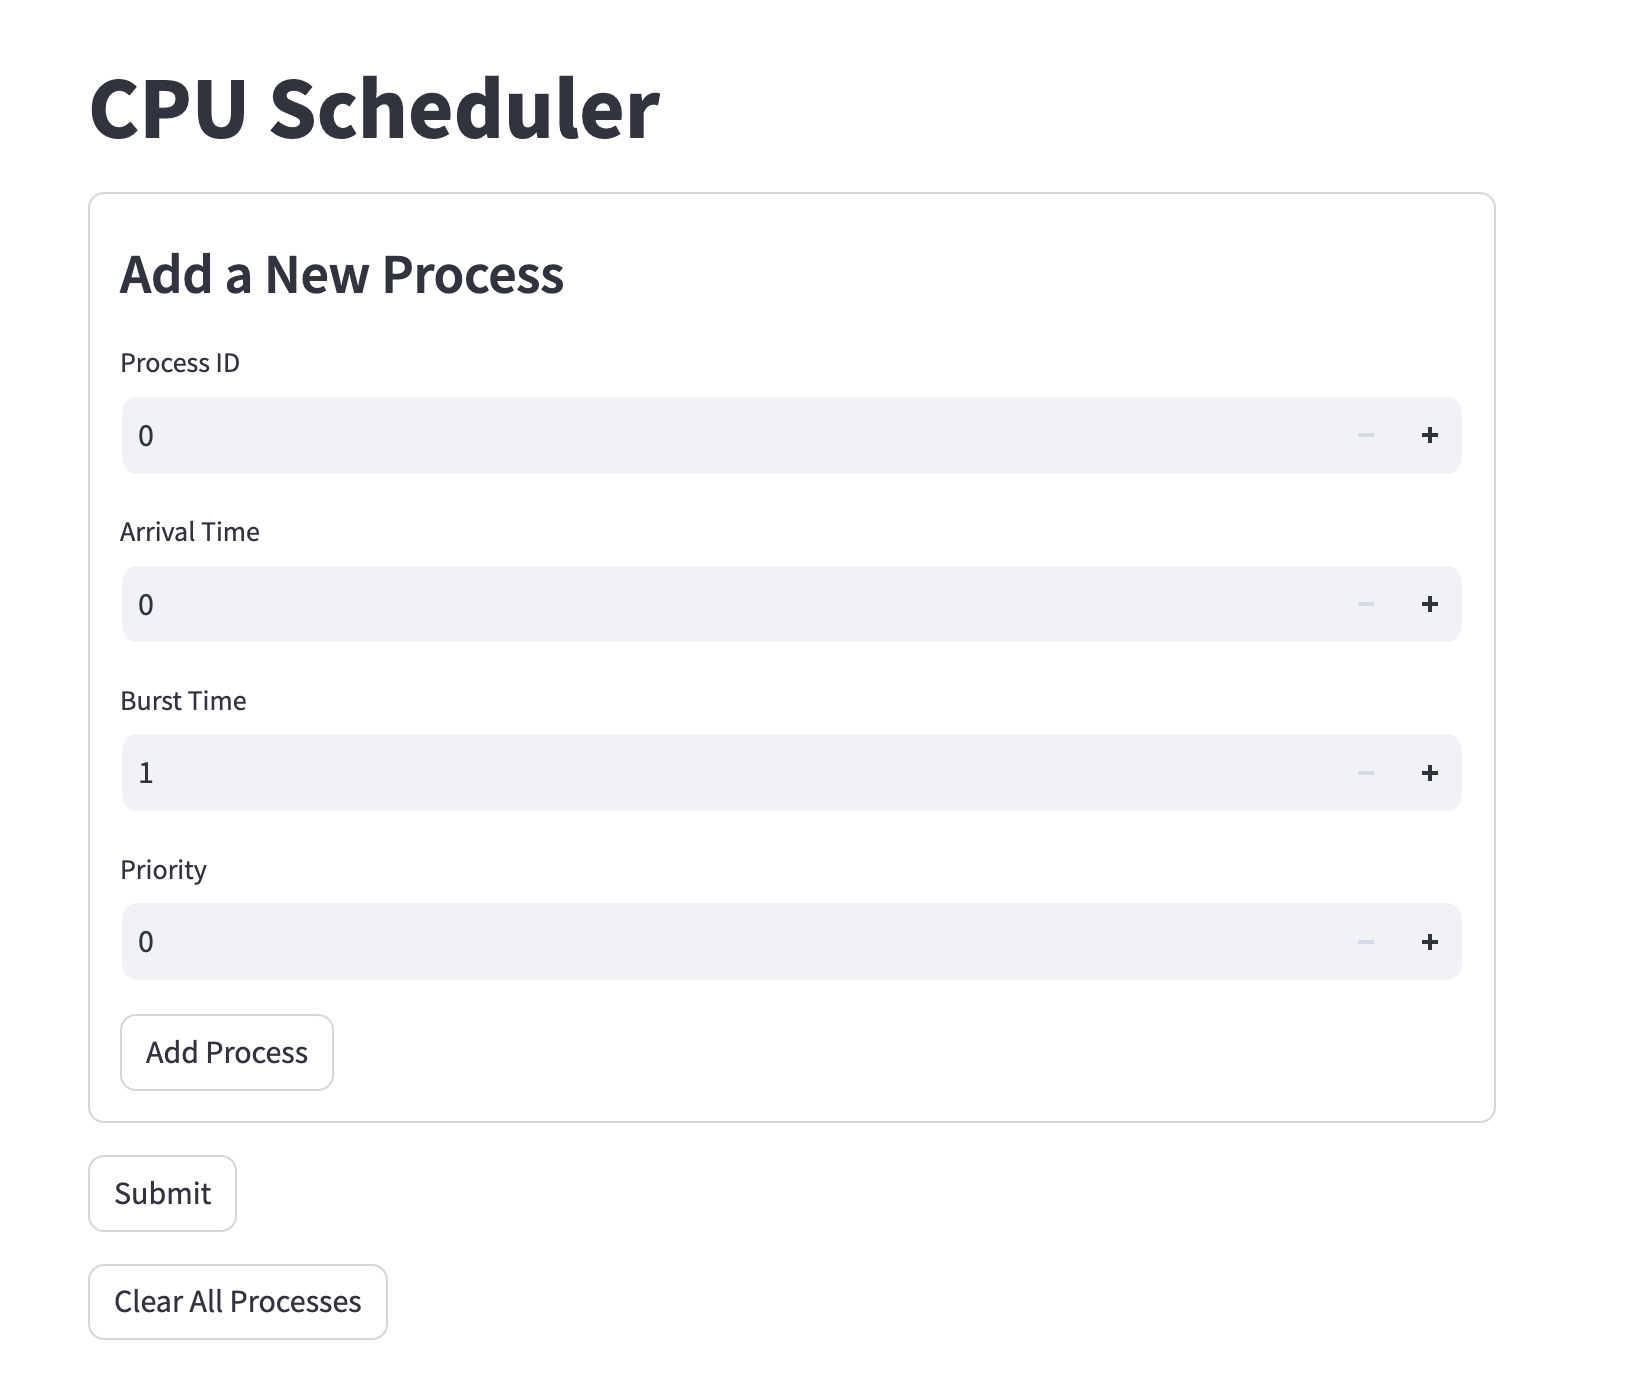 CPU Scheduler
Add a New Process
Process ID
0
Arrival Time
0
Burst Time
1
Priority
0
Add Process
Submit
Clear All Processes